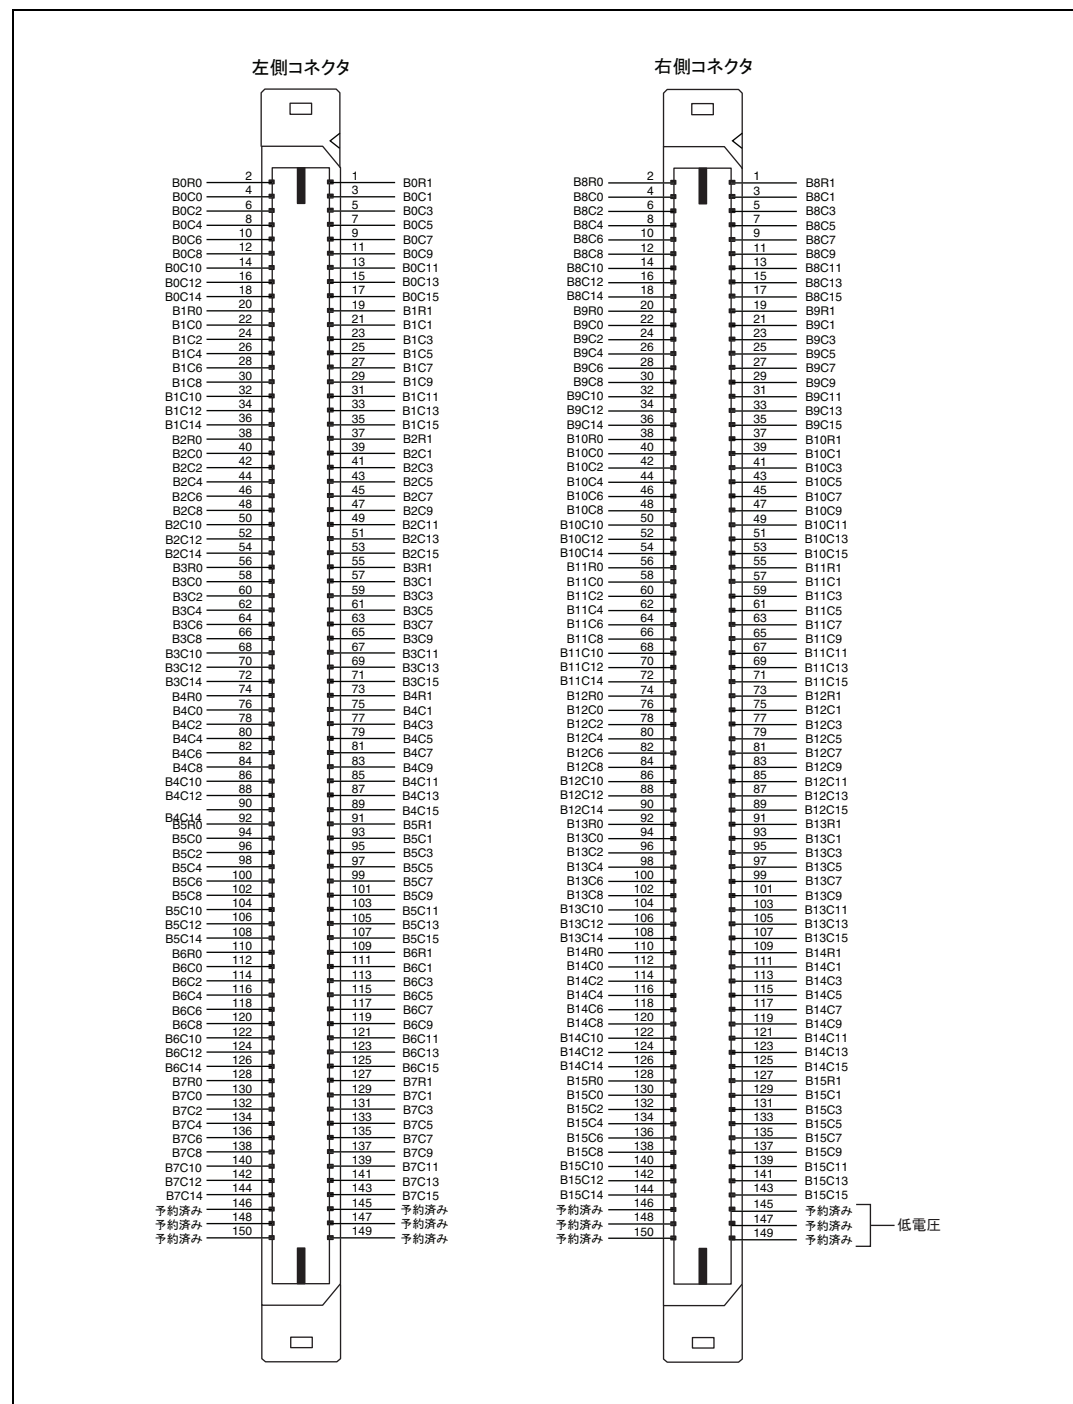 左側コネクタ 右側コネクタ
B0R0 2 1 B0R1 B8R0 2 1 B8R1
B0C0 4 3 B0C1 B8C0 4 3 B8C1
B0C2 6 5 B0C3 B8C2 6 5 B8C3
B0C4 8 7 B0C5 B8C4 8 7 B8C5
B0C6 10 9 B0C7 B8C6 10 9 B8C7
B0C8 12 11 B0C9 B8C8 12 11 B8C9
B0C10 14 13 B0C11 B8C10 14 13 B8C11
B0C12 16 15 B0C13 B8C12 16 15 B8C13
B0C14 18 17 B0C15 B8C14 18 17 B8C15
B1R0 20 19 B1R1 B9R0 20 19 B9R1
B1C0 22 21 B1C1 B9C0 22 21 B9C1
B1C2 24 23 B1C3 B9C2 24 23 B9C3
B1C4 26 25 B1C5 B9C4 26 25 B9C5
B1C6 28 27 B1C7 B9C6 28 27 B9C7
B1C8 30 29 B1C9 B9C8 30 29 B9C9
B1C10 32 31 B1C11 B9C10 32 31 B9C11
B1C12 34 33 B1C13 B9C12 34 33 B9C13
B1C14 36 35 B1C15 B9C14 36 35 B9C15
B2R0 38 37 B2R1 B10R0 38 37 B10R1
B2C0 40 39 B2C1 B10C0 40 39 B10C1
B2C2 42 41 B2C3 B10C2 42 41 B10C3
B2C4 44 43 B2C5 B10C4 44 43 B10C5
B2C6 46 45 B2C7 B10C6 46 45 B10C7
B2C8 48 47 B2C9 B10C8 48 47 B10C9
B2C10 50 49 B2C11 B10C10 50 49 B10C11
B2C12 52 51 B2C13 B10C12 52 51 B10C13
B2C14 54 53 B2C15 B10C14 54 53 B10C15
B3R0 56 55 B3R1 B11R0 56 55 B11R1
B3C0 58 57 B3C1 B11C0 58 57 B11C1
B3C2 60 59 B3C3 B11C2 60 59 B11C3
B3C4 62 61 B3C5 B11C4 62 61 B11C5
B3C6 64 63 B3C7 B11C6 64 63 B11C7
B3C8 66 65 B3C9 B11C8 66 65 B11C9
B3C10 68 67 B3C11 B11C10 68 67 B11C11
B3C12 70 69 B3C13 B11C12 70 69 B11C13
B3C14 72 71 B3C15 B11C14 72 71 B11C15
B4R0 74 73 B4R1 B12R0 74 73 B12R1
B4C0 76 75 B4C1 B12C0 76 75 B12C1
B4C2 78 77 B4C3 B12C2 78 77 B12C3
B4C4 80 79 B4C5 B12C4 80 79 B12C5
B4C6 82 81 B4C7 B12C6 82 81 B12C7
B4C8 84 83 B4C9 B12C8 84 83 B12C9
B4C10 86 85 B4C11 B12C10 86 85 B12C11
B4C12 88 87 B4C13 B12C12 88 87 B12C13
B4C14 90 89 B4C15 B12C14 90 89 B12C15
B5R0 92 91 B5R1 B13R0 92 91 B13R1
B5C0 94 93 B5C1 B13C0 94 93 B13C1
B5C2 96 95 B5C3 B13C2 96 95 B13C3
B5C4 98 97 B5C5 B13C4 98 97 B13C5
B5C6 100 99 B5C7 B13C6 100 99 B13C7
B5C8 102 101 B5C9 B13C8 102 101 B13C9
B5C10 104 103 B5C11 B13C10 104 103 B13C11
B5C12 106 105 B5C13 B13C12 106 105 B13C13
B5C14 108 107 B5C15 B13C14 108 107 B13C15
B6R0 110 109 B6R1 B14R0 110 109 B14R1
B6C0 112 111 B6C1 B14C0 112 111 B14C1
B6C2 114 113 B6C3 B14C2 114 113 B14C3
B6C4 116 115 B6C5 B14C4 116 115 B14C5
B6C6 118 117 B6C7 B14C6 118 117 B14C7
B6C8 120 119 B6C9 B14C8 120 119 B14C9
B6C10 122 121 B6C11 B14C10 122 121 B14C11
B6C12 124 123 B6C13 B14C12 124 123 B14C13
B6C14 126 125 B6C15 B14C14 126 125 B14C15
B7R0 128 127 B7R1 B15R0 128 127 B15R1
B7C0 130 129 B7C1 B15C0 130 129 B15C1
B7C2 132 131 B7C3 B15C2 132 131 B15C3
B7C4 134 133 B7C5 B15C4 134 133 B15C5
B7C6 136 135 B7C7 B15C6 136 135 B15C7
B7C8 138 137 B7C9 B15C8 138 137 B15C9
B7C10 140 139 B7C11 B15C10 140 139 B15C11
B7C12 142 141 B7C13 B15C12 142 141 B15C13
B7C14 144 143 B7C15 B15C14 144 143 B15C15
予約済み 146 145 予約済み 予約済み 146 145 予約済み
予約済み 148 147 予約済み 予約済み 148 147 予約済み 低電圧
予約済み 150 149 予約済み 予約済み 150 149 予約済み